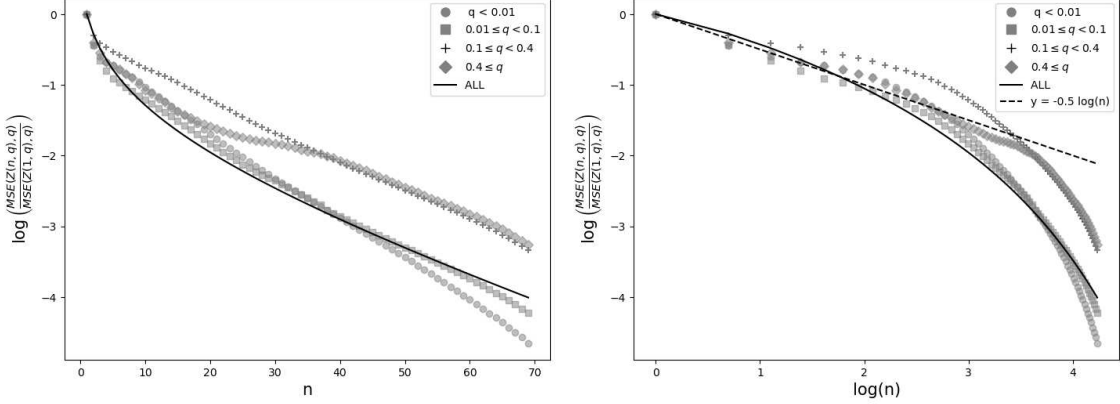 0
−1
−2
−3
−4
0 10 20 30 40 50 60 70
n
log ( MSE(Z(n, q), q) / MSE(Z(1, q), q) )
q < 0.01
0.01 ≤ q < 0.1
0.1 ≤ q < 0.4
0.4 ≤ q
ALL
0
−1
−2
−3
−4
0 1 2 3 4
log(n)
log ( MSE(Z(n, q), q) / MSE(Z(1, q), q) )
q < 0.01
0.01 ≤ q < 0.1
0.1 ≤ q < 0.4
0.4 ≤ q
ALL
y = -0.5 log(n)